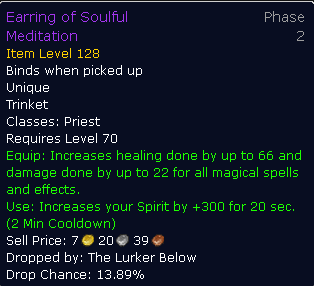 Earring of Soulful Phase
Meditation 2
Item Level 128
Binds when picked up
Unique
Trinket
Classes: Priest
Requires Level 70
Equip: Increases healing done by up to 66 and
damage done by up to 22 for all magical spells
and effects.
Use: Increases your Spirit by +300 for 20 sec.
(2 Min Cooldown)
Sell Price: 7 20 39
Dropped by: The Lurker Below
Drop Chance: 13.89%